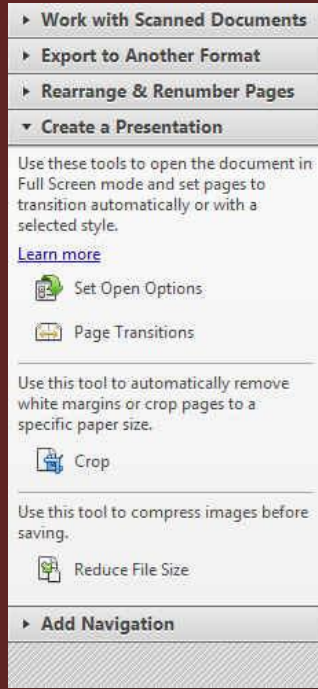 Work with Scanned Documents
Export to Another Format
Rearrange & Renumber Pages
Create a Presentation
Use these tools to open the document in
Full Screen mode and set pages to
transition automatically or with a
selected style.
Learn more
Set Open Options
Page Transitions
Use this tool to automatically remove
white margins or crop pages to a
specific paper size.
Crop
Use this tool to compress images before
saving.
Reduce File Size
Add Navigation